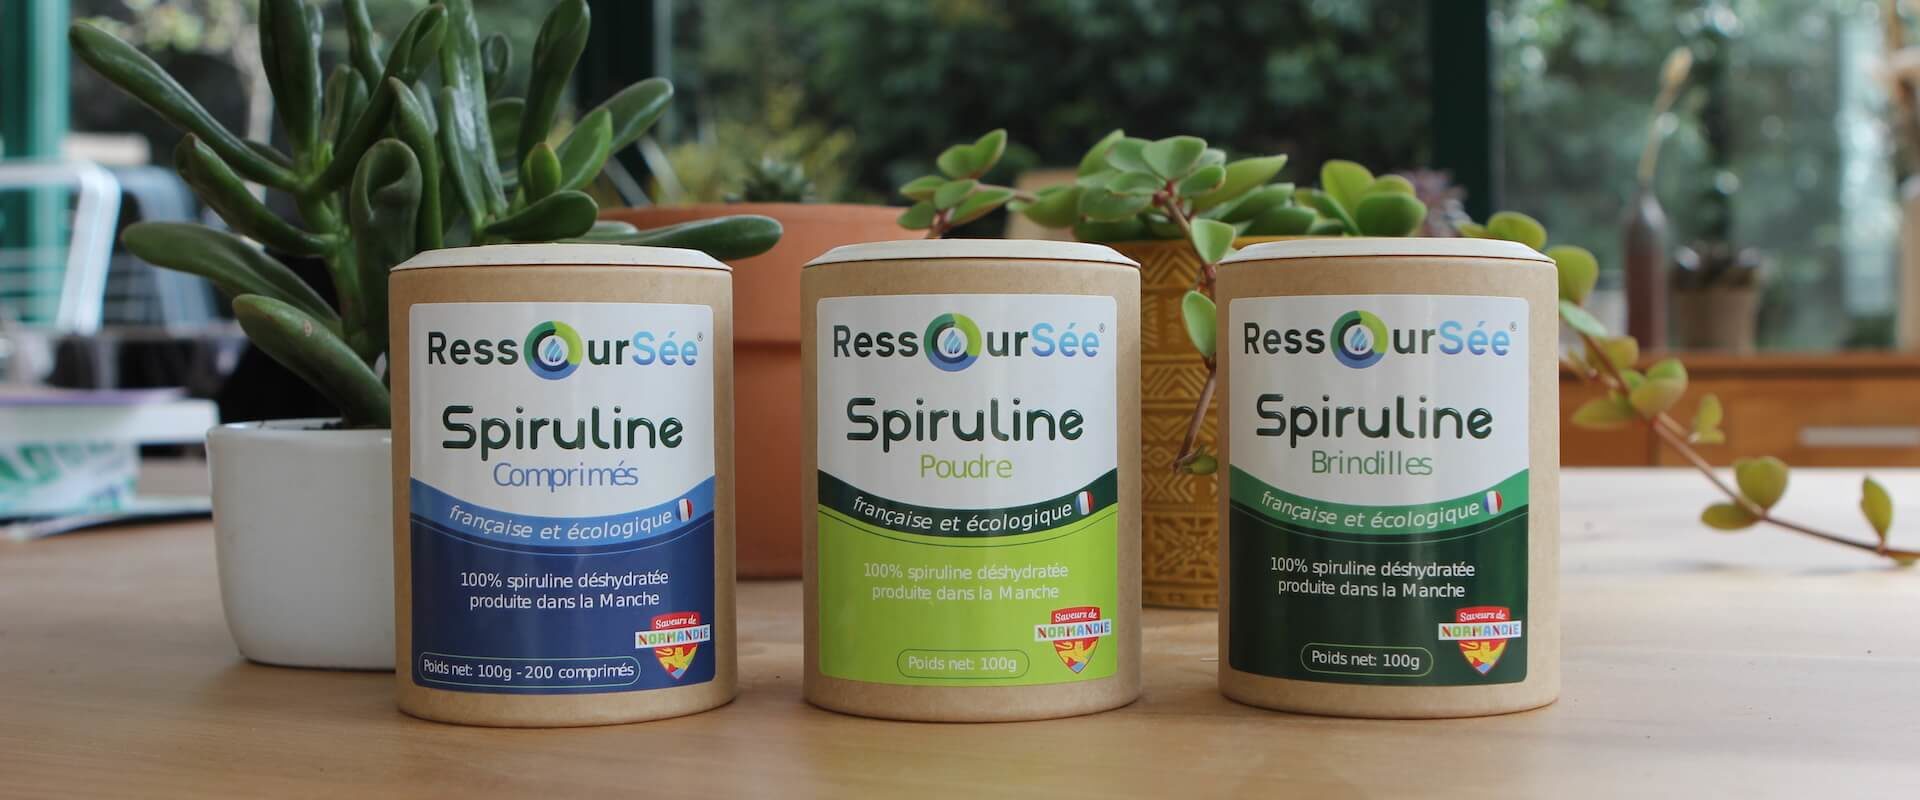 RessOurSée®
Spiruline
Comprimés
française et écologique
100% spiruline déshydratée
produite dans la Manche
Saveurs de
NORMANDIE
Poids net: 100g - 200 comprimés
RessOurSée®
Spiruline
Poudre
française et écologique
100% spiruline déshydratée
produite dans la Manche
Saveurs de
NORMANDIE
Poids net: 100g
RessOurSée®
Spiruline
Brindilles
française et écologique
100% spiruline déshydratée
produite dans la Manche
Saveurs de
NORMANDIE
Poids net: 100g